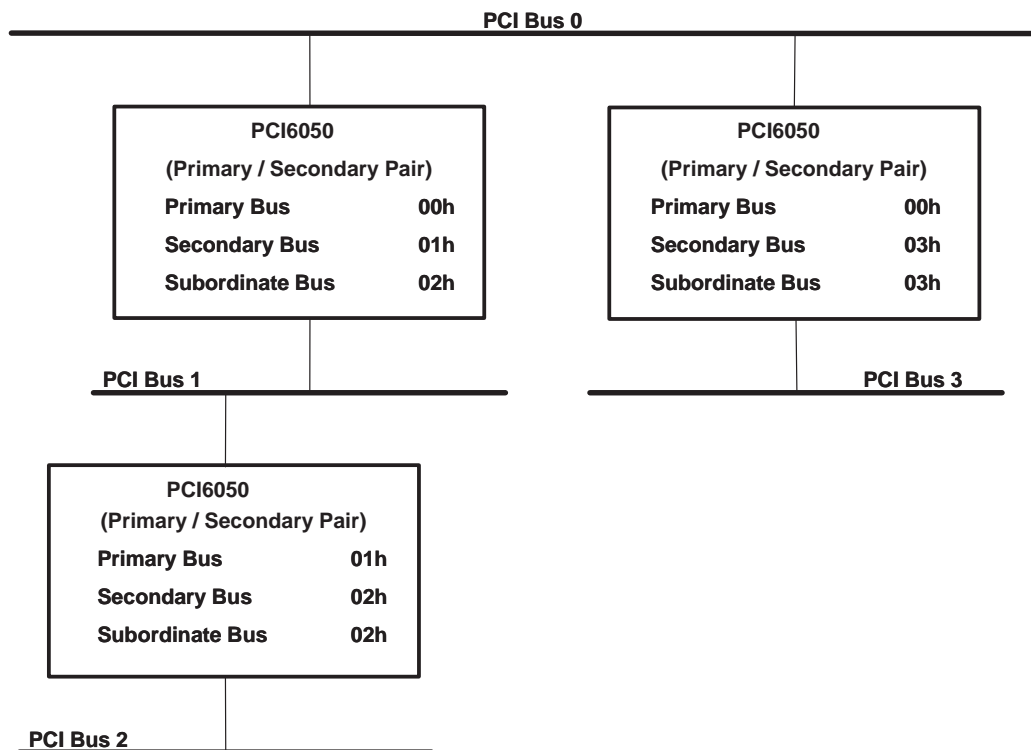 PCI Bus 0
PCI6050
(Primary / Secondary Pair)
Primary Bus 00h
Secondary Bus 01h
Subordinate Bus 02h
PCI6050
(Primary / Secondary Pair)
Primary Bus 00h
Secondary Bus 03h
Subordinate Bus 03h
PCI Bus 1
PCI Bus 3
PCI6050
(Primary / Secondary Pair)
Primary Bus 01h
Secondary Bus 02h
Subordinate Bus 02h
PCI Bus 2